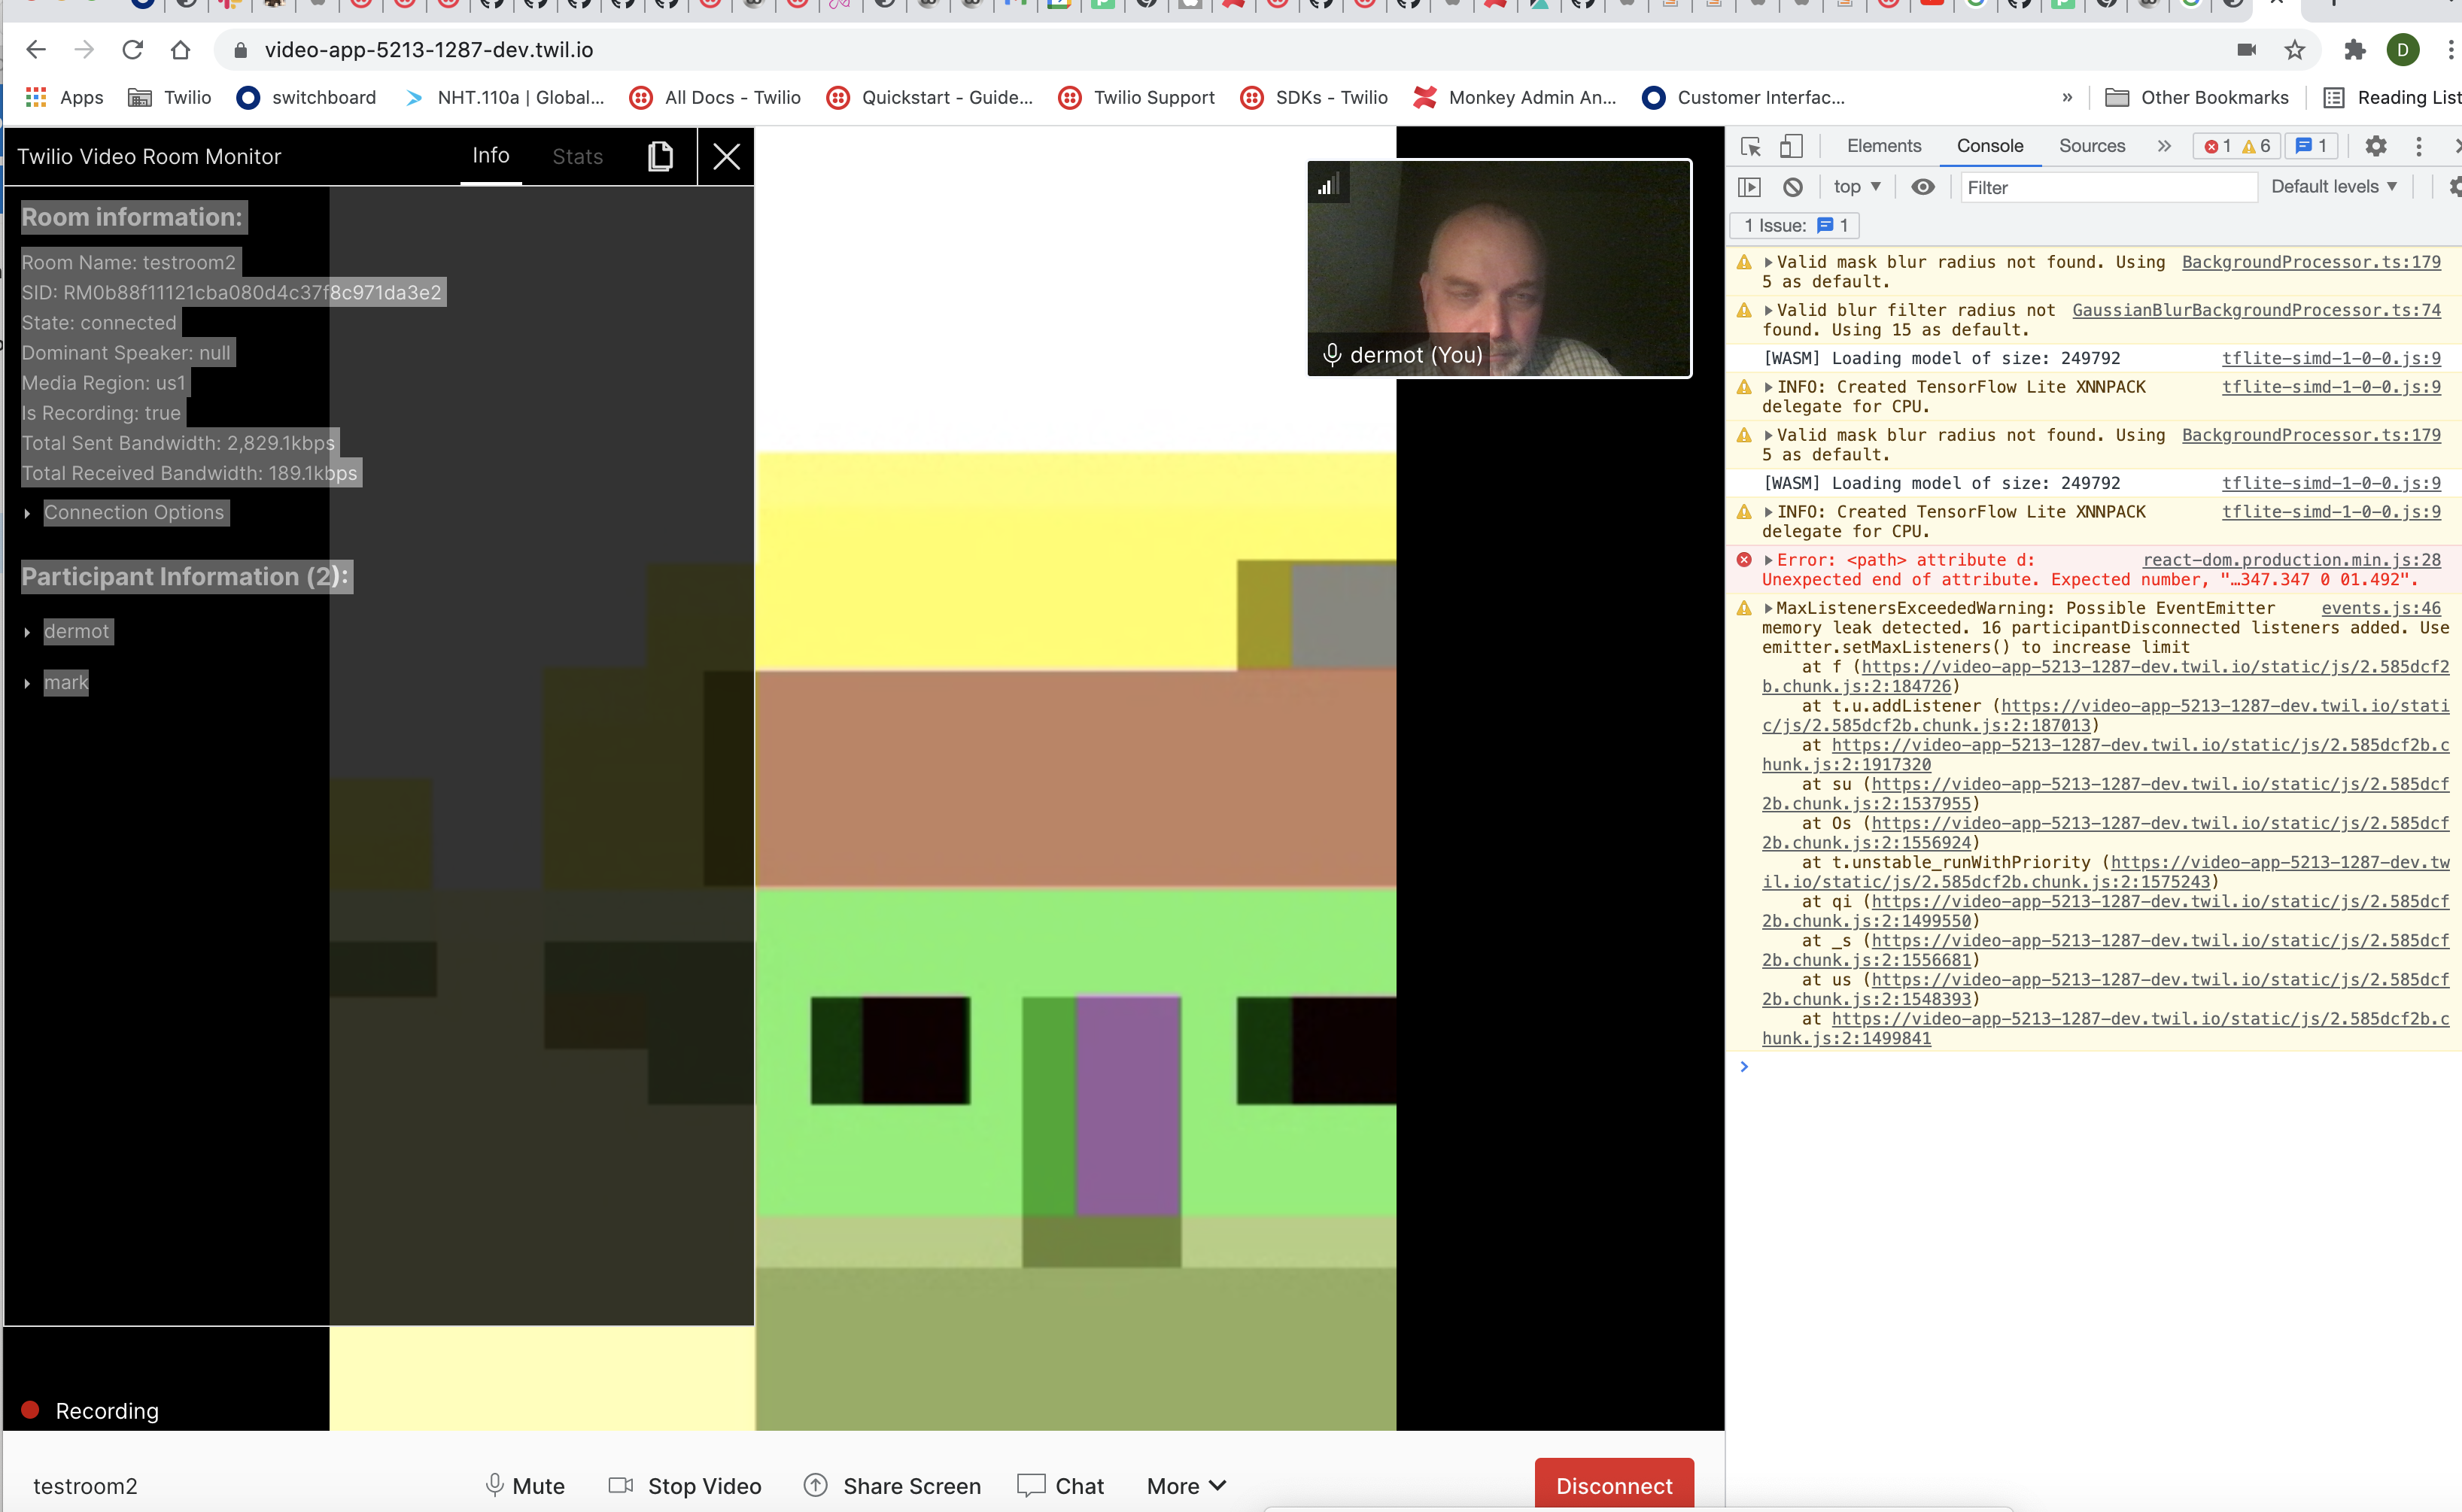 video-app-5213-1287-dev.twil.io
D
Apps
Twilio
switchboard
NHT.110a | Global...
All Docs - Twilio
Quickstart - Guide...
Twilio Support
SDKs - Twilio
Monkey Admin An...
Customer Interfac...
»
Other Bookmarks
Reading List
Twilio Video Room Monitor
Info
Stats
Room information:
Room Name: testroom2
SID: RM0b88f11121cba080d4c37f8c971da3e2
State: connected
Dominant Speaker: null
Media Region: us1
Is Recording: true
Total Sent Bandwidth: 2,829.1kbps
Total Received Bandwidth: 189.1kbps
Connection Options
Participant Information (2):
dermot
mark
Recording
dermot (You)
testroom2
Mute
Stop Video
Share Screen
Chat
More
Disconnect
Elements
Console
Sources
»
1 6
1
top
Filter
Default levels
1 Issue: 1
Valid mask blur radius not found. Using BackgroundProcessor.ts:179
5 as default.
Valid blur filter radius not GaussianBlurBackgroundProcessor.ts:74
found. Using 15 as default.
[WASM] Loading model of size: 249792 tflite-simd-1-0-0.js:9
INFO: Created TensorFlow Lite XNNPACK tflite-simd-1-0-0.js:9
delegate for CPU.
Valid mask blur radius not found. Using BackgroundProcessor.ts:179
5 as default.
[WASM] Loading model of size: 249792 tflite-simd-1-0-0.js:9
INFO: Created TensorFlow Lite XNNPACK tflite-simd-1-0-0.js:9
delegate for CPU.
Error: <path> attribute d: react-dom.production.min.js:28
Unexpected end of attribute. Expected number, "…347.347 0 01.492".
MaxListenersExceededWarning: Possible EventEmitter events.js:46
memory leak detected. 16 participantDisconnected listeners added. Use
emitter.setMaxListeners() to increase limit
at f (https://video-app-5213-1287-dev.twil.io/static/js/2.585dcf2
b.chunk.js:2:184726)
at t.u.addListener (https://video-app-5213-1287-dev.twil.io/stati
c/js/2.585dcf2b.chunk.js:2:187013)
at https://video-app-5213-1287-dev.twil.io/static/js/2.585dcf2b.c
hunk.js:2:1917320
at su (https://video-app-5213-1287-dev.twil.io/static/js/2.585dcf
2b.chunk.js:2:1537955)
at Os (https://video-app-5213-1287-dev.twil.io/static/js/2.585dcf
2b.chunk.js:2:1556924)
at t.unstable_runWithPriority (https://video-app-5213-1287-dev.tw
il.io/static/js/2.585dcf2b.chunk.js:2:1575243)
at qi (https://video-app-5213-1287-dev.twil.io/static/js/2.585dcf
2b.chunk.js:2:1499550)
at _s (https://video-app-5213-1287-dev.twil.io/static/js/2.585dcf
2b.chunk.js:2:1556681)
at us (https://video-app-5213-1287-dev.twil.io/static/js/2.585dcf
2b.chunk.js:2:1548393)
at https://video-app-5213-1287-dev.twil.io/static/js/2.585dcf2b.c
hunk.js:2:1499841